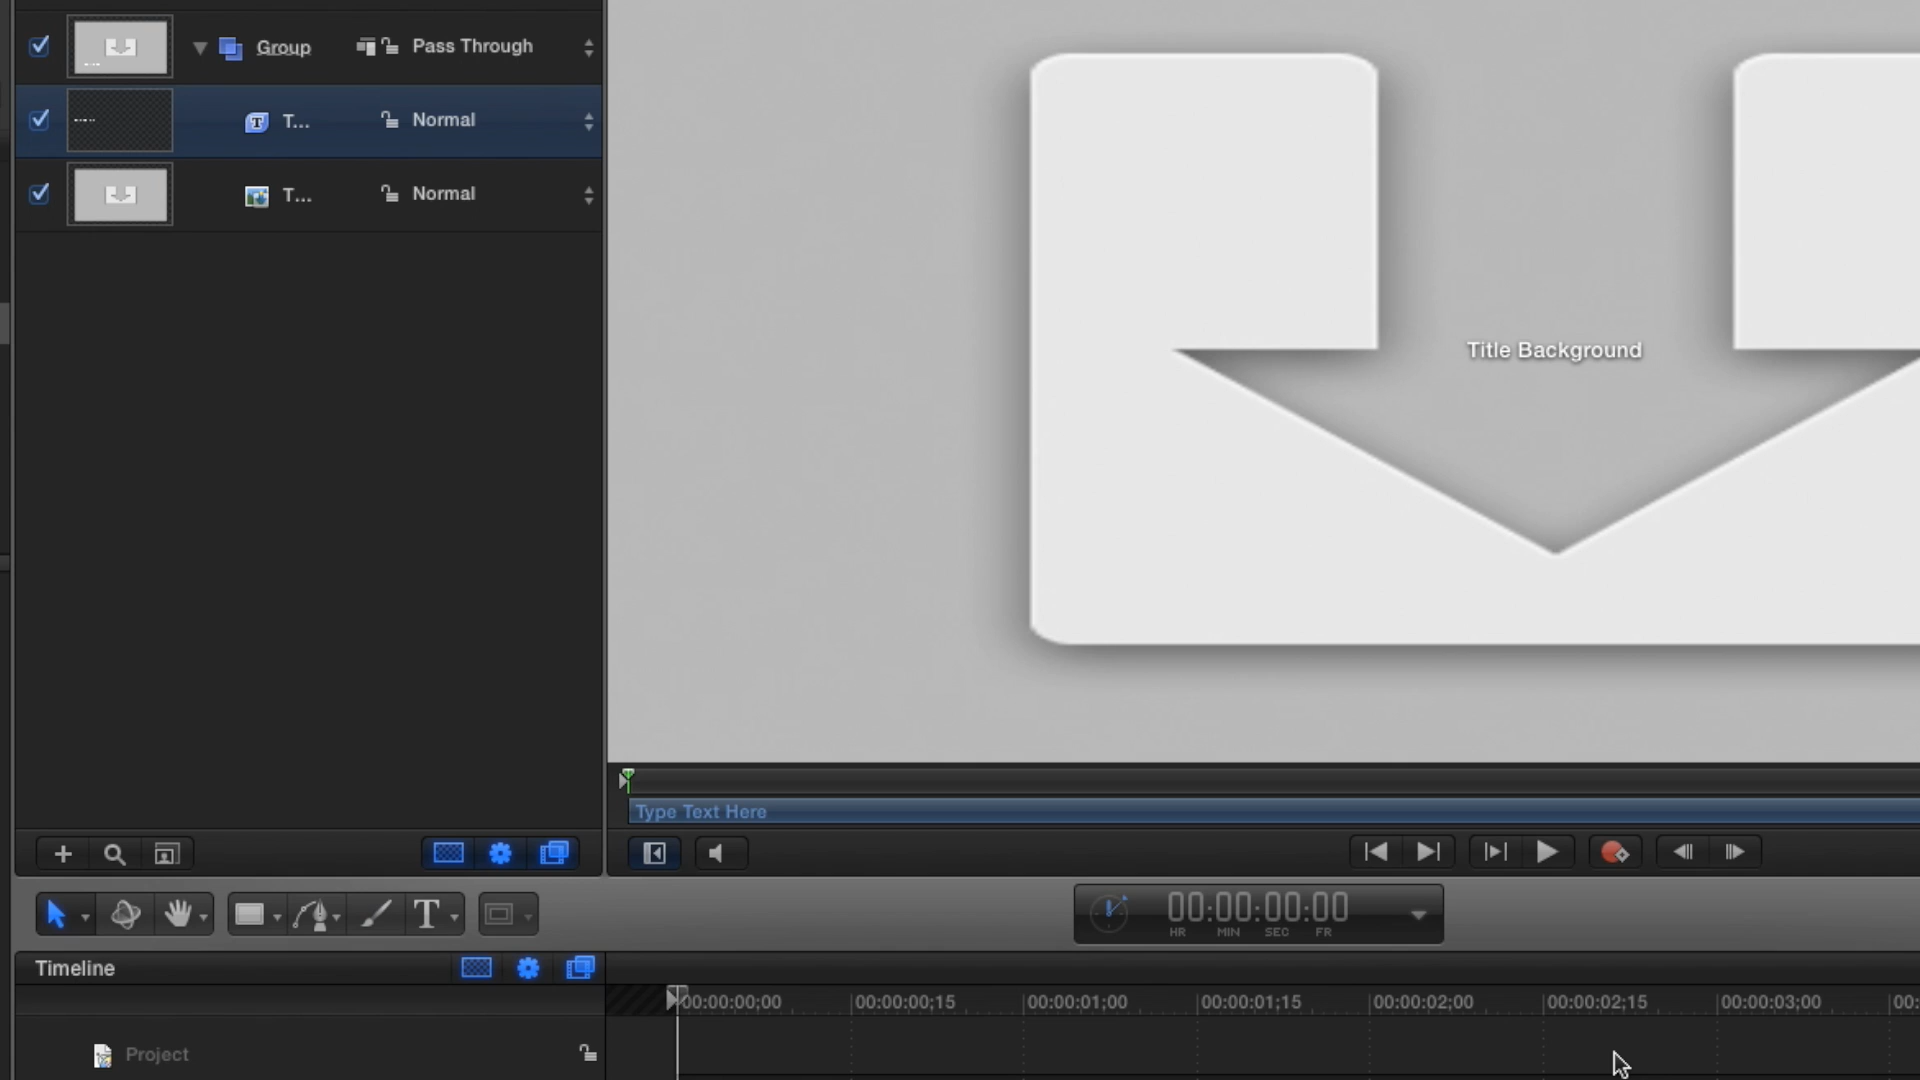 Group Pass Through
T... Normal
T... Normal
Title Background
Type Text Here
T
00:00:00:00
HR MIN SEC FR
Timeline
00:00:00;00 00:00:00;15 00:00:01;00 00:00:01;15 00:00:02;00 00:00:02;15 00:00:03;00 00:
Project